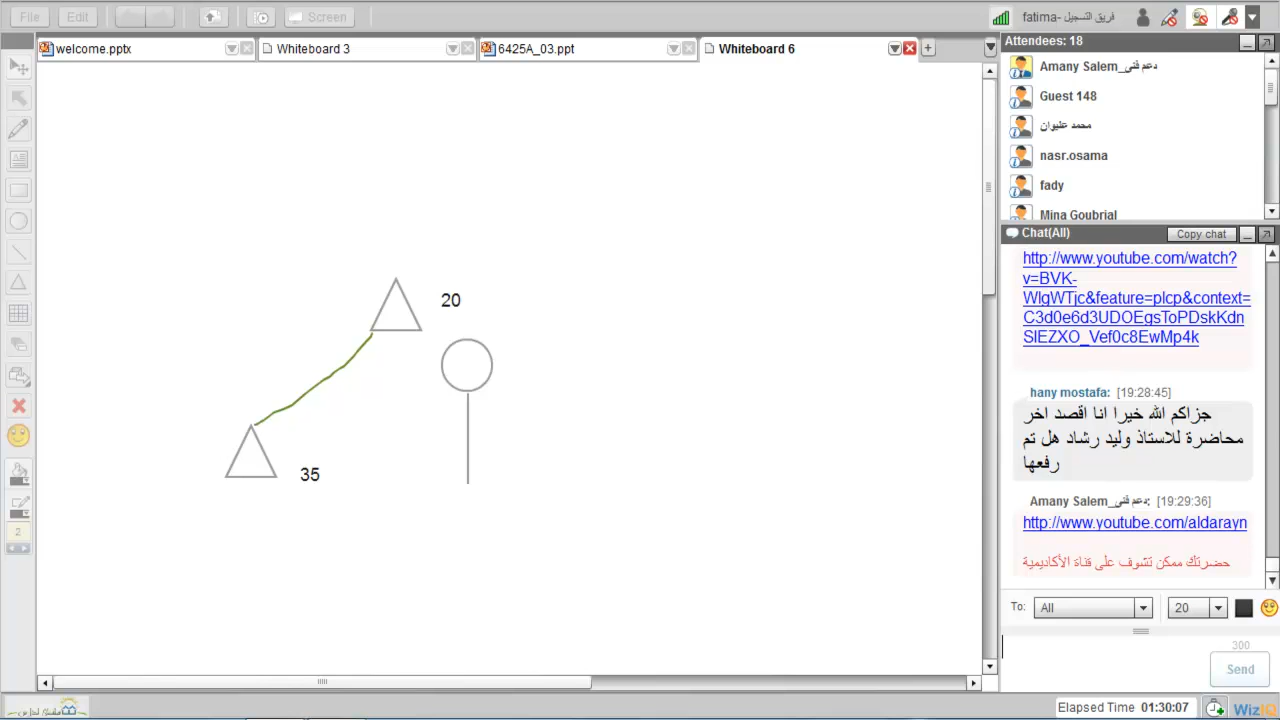 File
Edit
Screen
fatima- فريق التسجيل
welcome.pptx
Whiteboard 3
6425A_03.ppt
Whiteboard 6
Attendees: 18
Amany Salem_دعم فنى
Guest 148
محمد عليوان
nasr.osama
fady
Mina Goubrial
Chat(All)
Copy chat
http://www.youtube.com/watch?
v=BVK-
WlgWTjc&feature=plcp&context=
C3d0e6d3UDOEgsToPDskKdn
SlEZXO_Vef0c8EwMp4k
hany mostafa: [19:28:45]
جزاكم الله خيرا انا اقصد اخر
محاضرة للاستاذ وليد رشاد هل تم
رفعها
Amany Salem_دعم فنى: [19:29:36]
http://www.youtube.com/aldarayn
حضرتك ممكن تشوف على قناة الأكاديمية
20
35
2
To:
All
20
300
Send
Elapsed Time 01:30:07
WizIQ